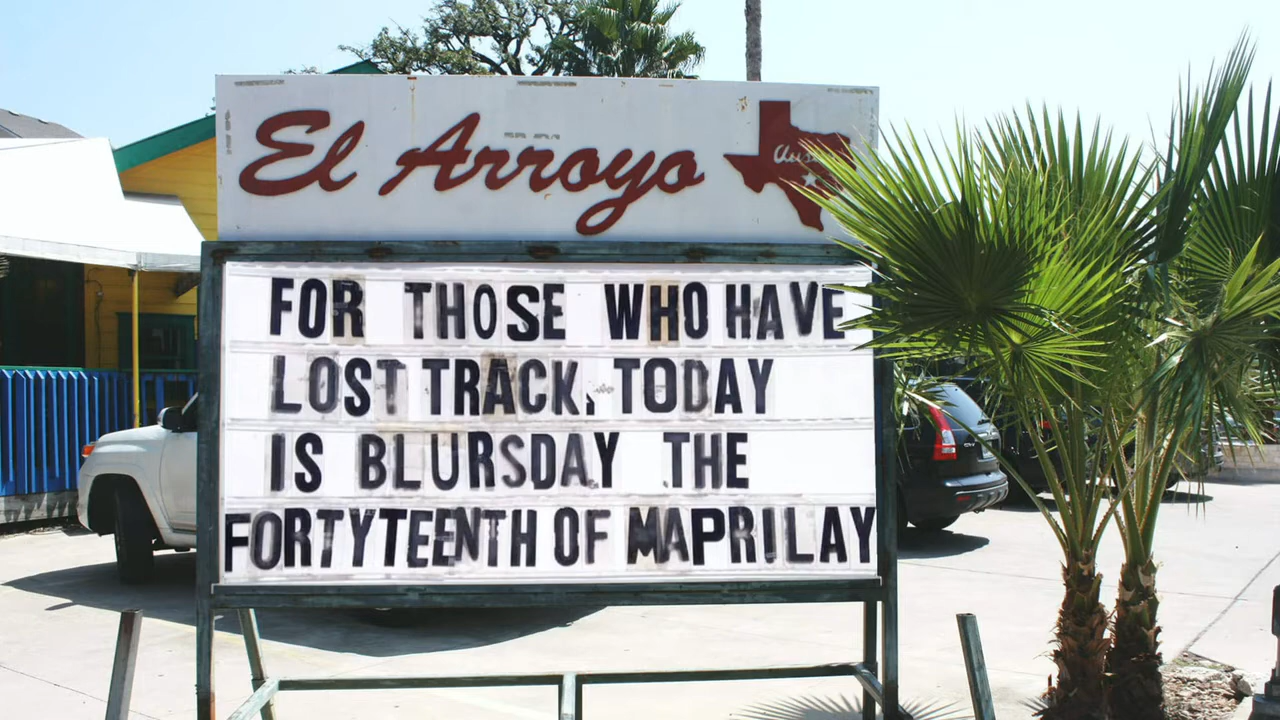 El Arroyo
FOR THOSE WHO HAVE
LOST TRACK, TODAY
IS BLURSDAY THE
FORTYTEENTH OF MAPRILAY